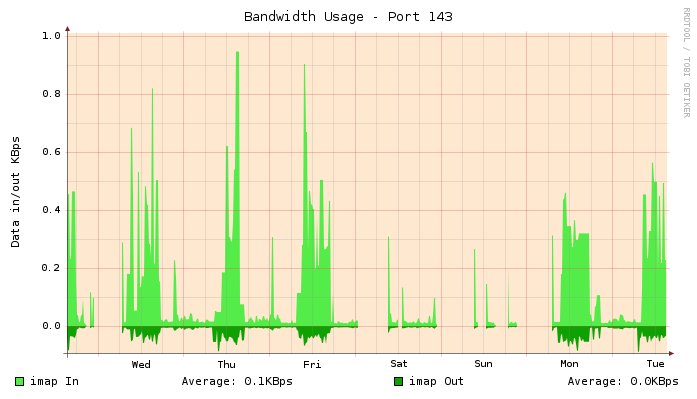 Bandwidth Usage - Port 143
RRDTOOL / TOBI OETIKER
Data in/out KBps
1.0
0.8
0.6
0.4
0.2
0.0
Wed Thu Fri Sat Sun Mon Tue
imap In Average: 0.1KBps imap Out Average: 0.0KBps